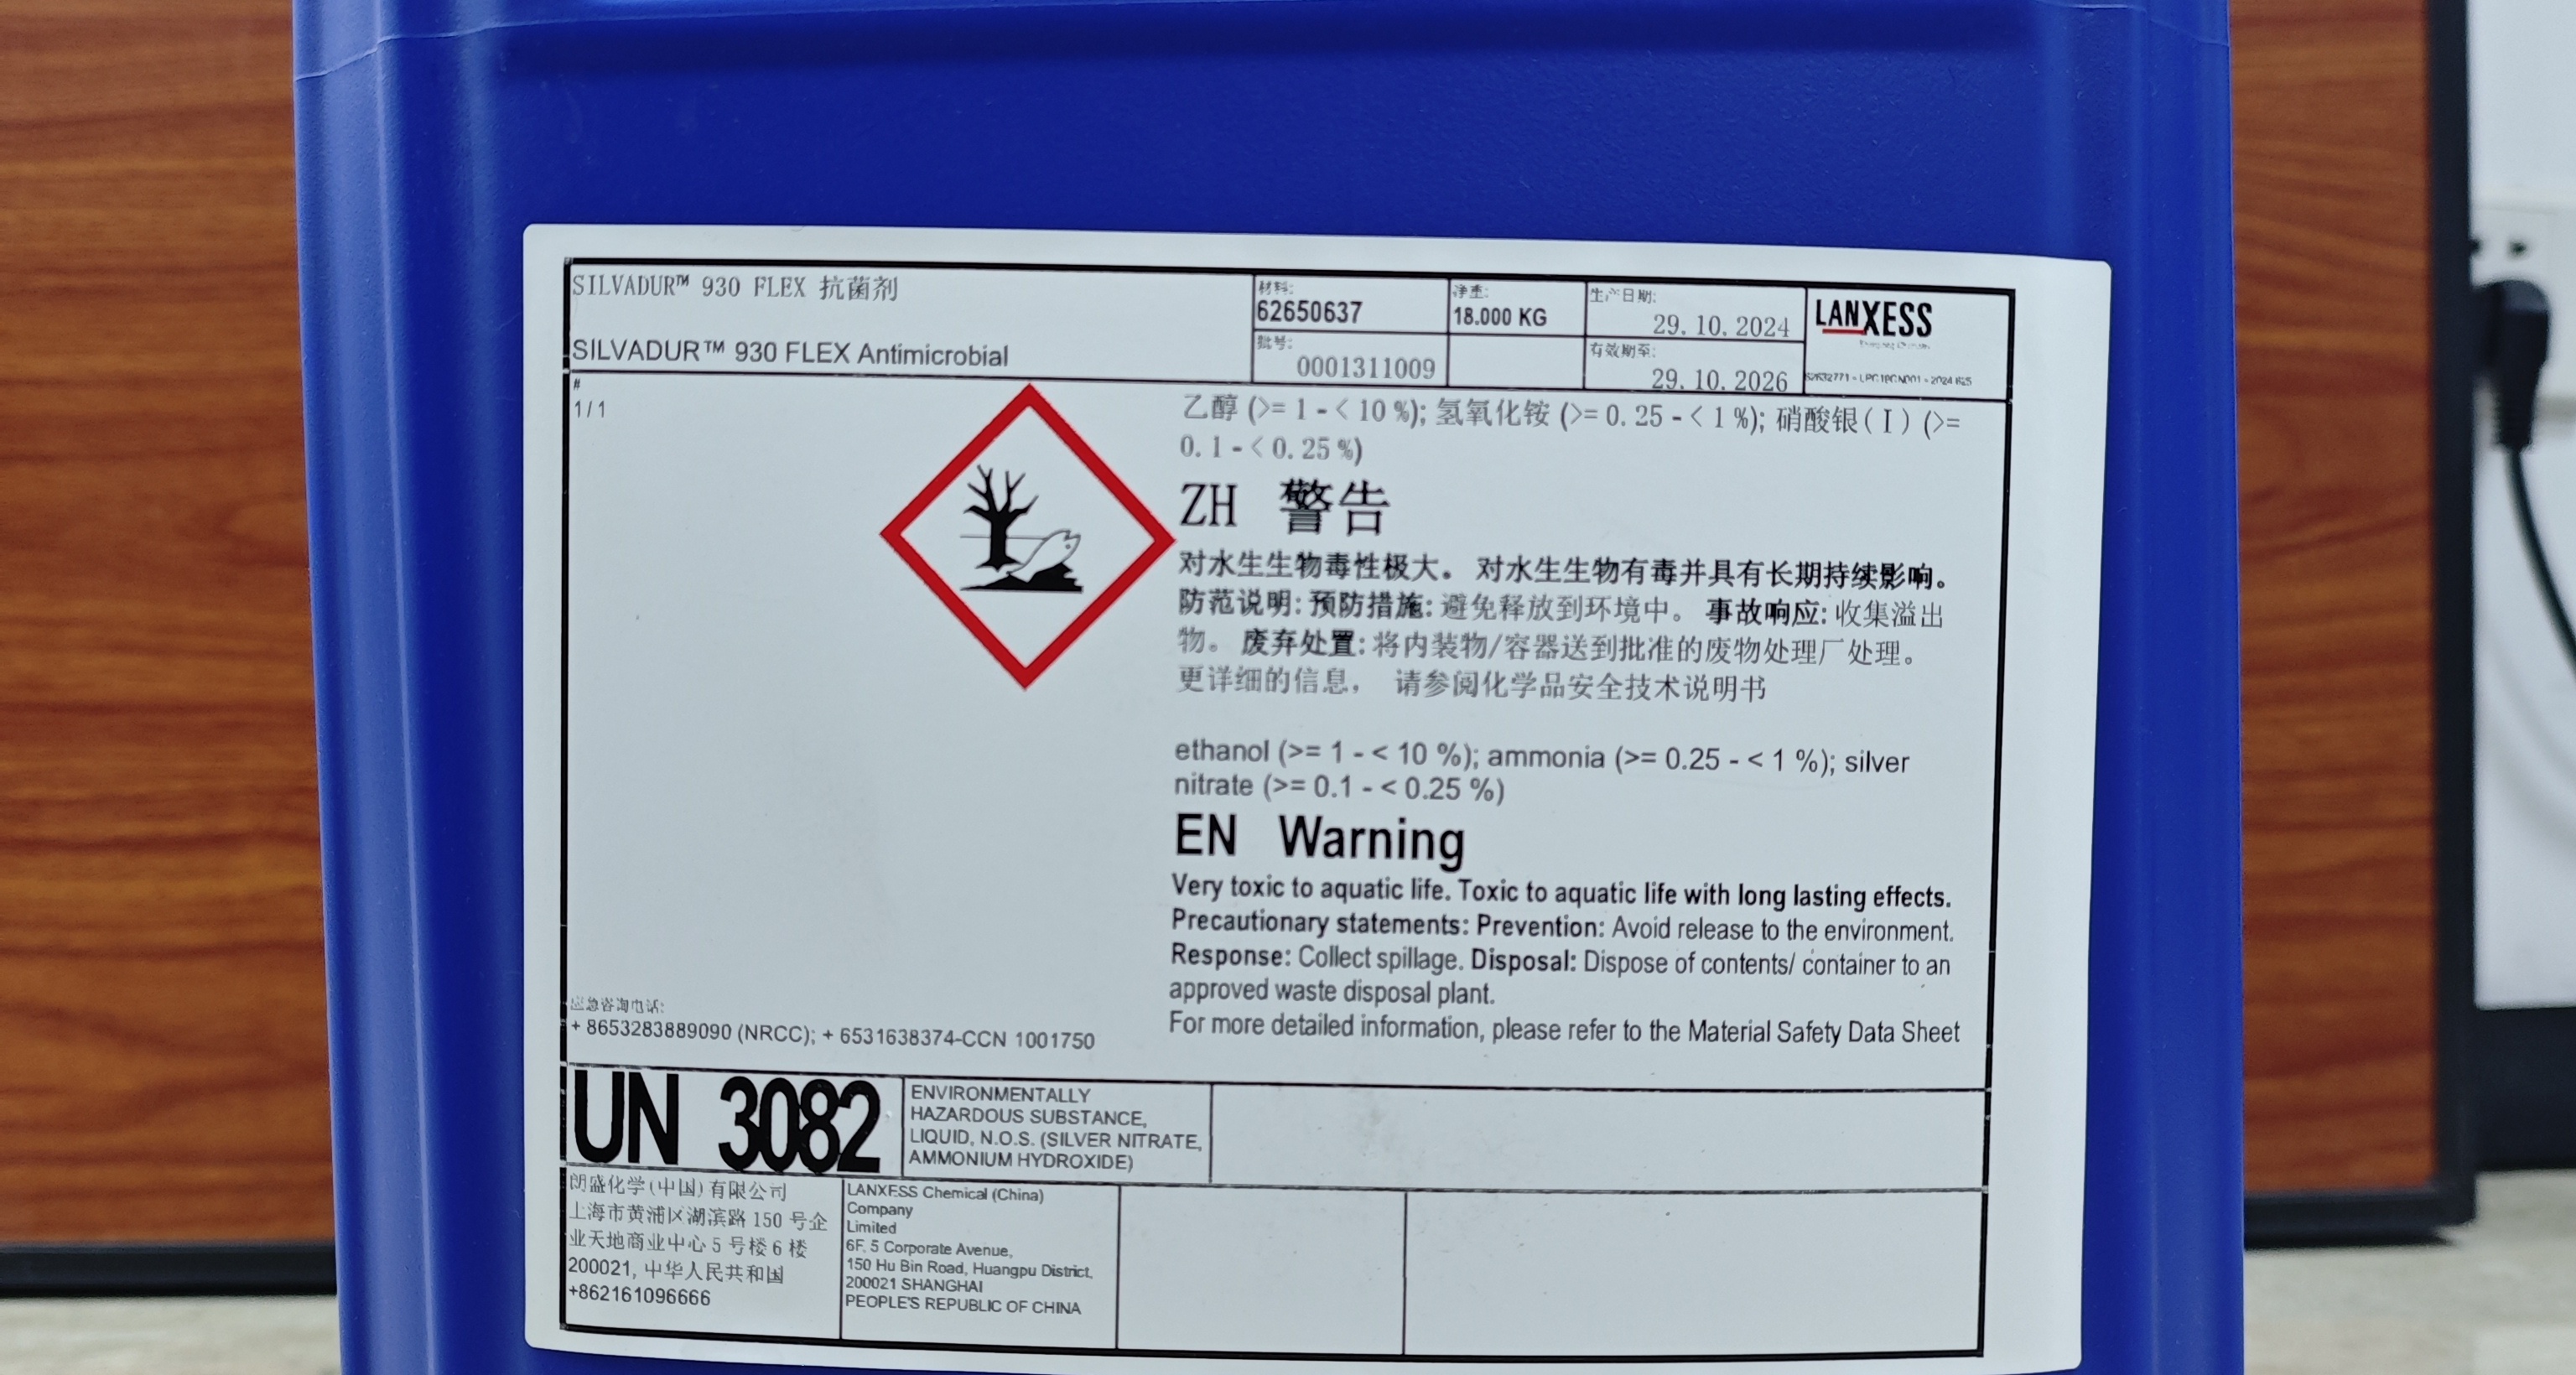 SILVADUR™ 930 FLEX 抗菌剂
SILVADUR™ 930 FLEX Antimicrobial
材料:
62650637
净重:
18.000 KG
生产日期:
29.10.2024
批号:
0001311009
有效期至:
29.10.2026
LANXESS
#
1/1
乙醇 (>= 1 - < 10 %); 氢氧化铵 (>= 0.25 - < 1 %); 硝酸银(I) (>=
0.1 - < 0.25 %)
ZH 警告
对水生生物毒性极大。 对水生生物有毒并具有长期持续影响。
防范说明: 预防措施: 避免释放到环境中。 事故响应: 收集溢出
物。 废弃处置: 将内装物/容器送到批准的废物处理厂处理。
更详细的信息, 请参阅化学品安全技术说明书
ethanol (>= 1 - < 10 %); ammonia (>= 0.25 - < 1 %); silver
nitrate (>= 0.1 - < 0.25 %)
EN Warning
Very toxic to aquatic life. Toxic to aquatic life with long lasting effects.
Precautionary statements: Prevention: Avoid release to the environment.
Response: Collect spillage. Disposal: Dispose of contents/ container to an
approved waste disposal plant.
For more detailed information, please refer to the Material Safety Data Sheet
应急咨询电话:
+ 8653283889090 (NRCC); + 6531638374-CCN 1001750
UN 3082
ENVIRONMENTALLY
HAZARDOUS SUBSTANCE,
LIQUID, N.O.S. (SILVER NITRATE,
AMMONIUM HYDROXIDE)
朗盛化学(中国)有限公司
上海市黄浦区湖滨路 150 号企
业天地商业中心 5 号楼 6 楼
200021, 中华人民共和国
+862161096666
LANXESS Chemical (China)
Company
Limited
6F, 5 Corporate Avenue,
150 Hu Bin Road, Huangpu District,
200021 SHANGHAI
PEOPLE'S REPUBLIC OF CHINA